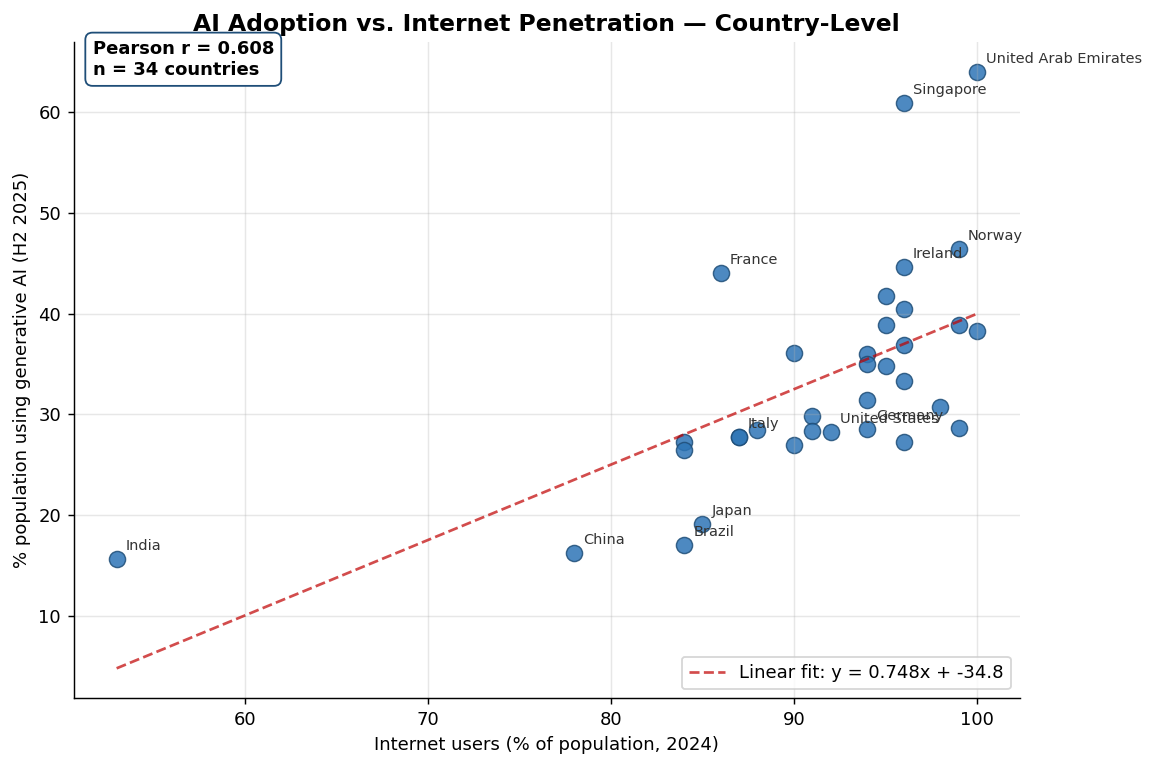 AI Adoption vs. Internet Penetration — Country-Level
Pearson r = 0.608
n = 34 countries
United Arab Emirates
Singapore
Norway
Ireland
France
Germany
United States
Italy
Japan
Brazil
China
India
60
50
40
30
20
10
% population using generative AI (H2 2025)
Linear fit: y = 0.748x + -34.8
60
70
80
90
100
Internet users (% of population, 2024)